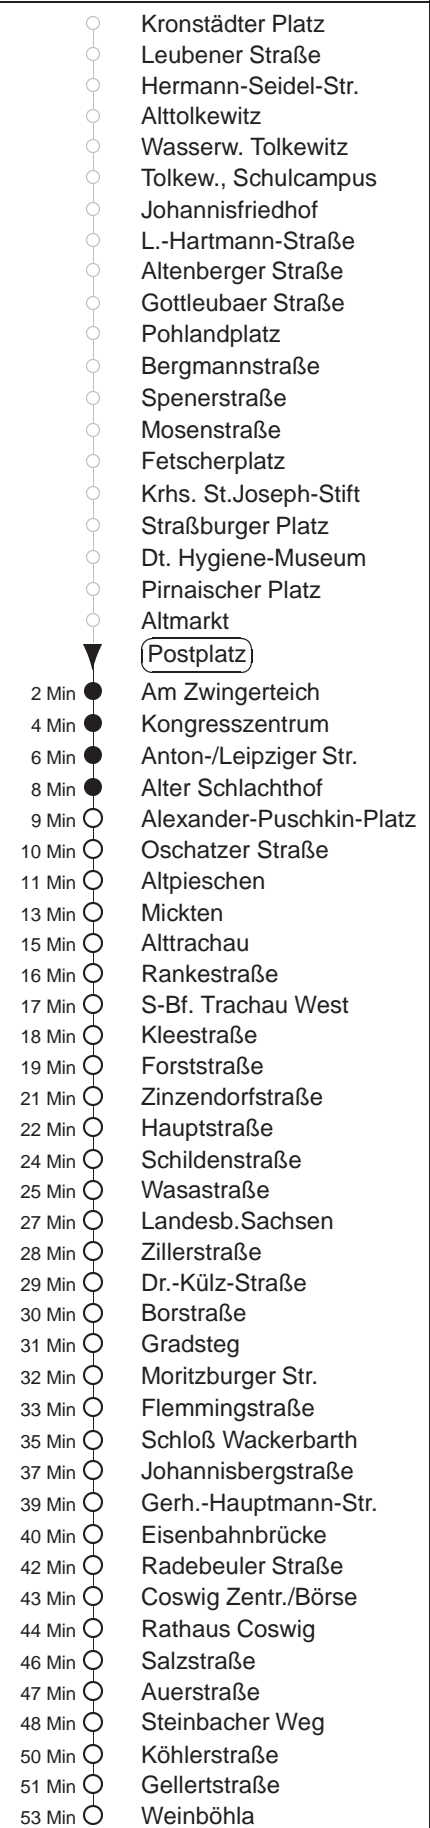 Kronstädter Platz
Leubener Straße
Hermann-Seidel-Str.
Alttolkewitz
Wasserw. Tolkewitz
Tolkew., Schulcampus
Johannisfriedhof
L.-Hartmann-Straße
Altenberger Straße
Gottleubaer Straße
Pohlandplatz
Bergmannstraße
Spenerstraße
Mosenstraße
Fetscherplatz
Krhs. St.Joseph-Stift
Straßburger Platz
Dt. Hygiene-Museum
Pirnaischer Platz
Altmarkt
Postplatz
2 Min Am Zwingerteich
4 Min Kongresszentrum
6 Min Anton-/Leipziger Str.
8 Min Alter Schlachthof
9 Min Alexander-Puschkin-Platz
10 Min Oschatzer Straße
11 Min Altpieschen
13 Min Mickten
15 Min Alttrachau
16 Min Rankestraße
17 Min S-Bf. Trachau West
18 Min Kleestraße
19 Min Forststraße
21 Min Zinzendorfstraße
22 Min Hauptstraße
24 Min Schildenstraße
25 Min Wasastraße
27 Min Landesb.Sachsen
28 Min Zillerstraße
29 Min Dr.-Külz-Straße
30 Min Borstraße
31 Min Gradsteg
32 Min Moritzburger Str.
33 Min Flemmingstraße
35 Min Schloß Wackerbarth
37 Min Johannisbergstraße
39 Min Gerh.-Hauptmann-Str.
40 Min Eisenbahnbrücke
42 Min Radebeuler Straße
43 Min Coswig Zentr./Börse
44 Min Rathaus Coswig
46 Min Salzstraße
47 Min Auerstraße
48 Min Steinbacher Weg
50 Min Köhlerstraße
51 Min Gellertstraße
53 Min Weinböhla